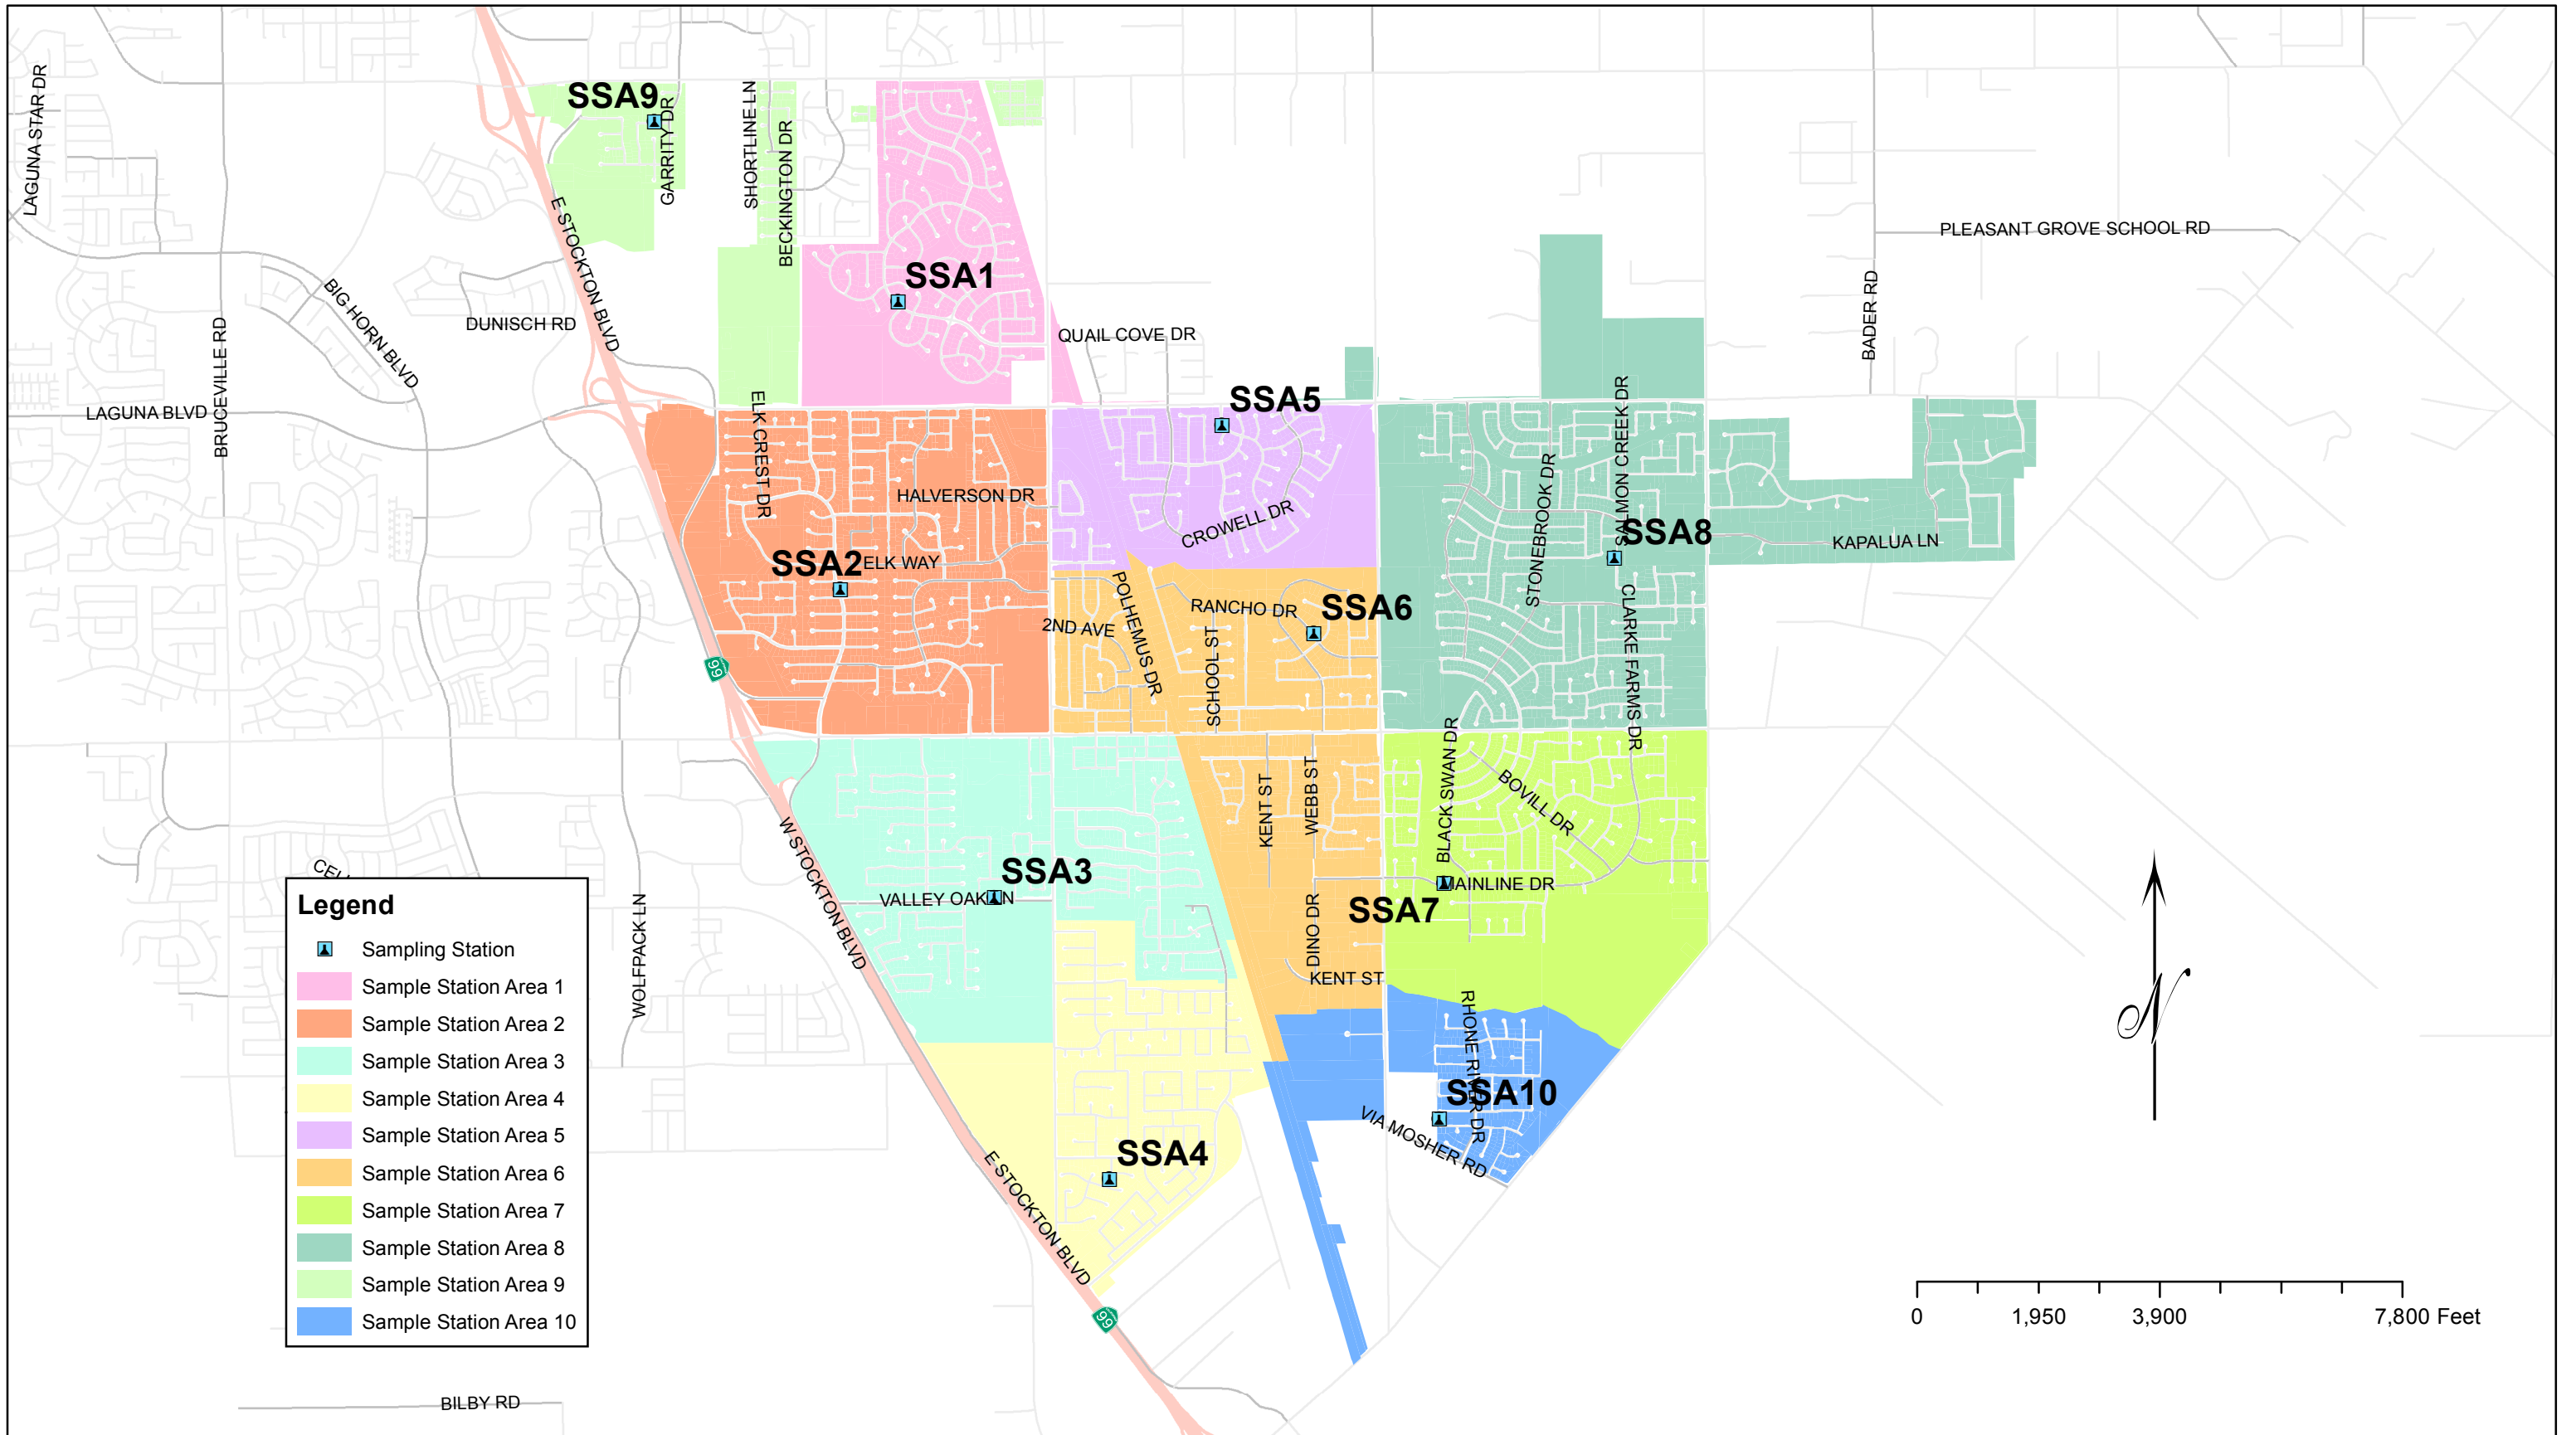 LAGUNA STAR DR
SSA9
GARRITY DR
SHORTLINE LN
BECKINGTON DR
E STOCKTON BLVD
PLEASANT GROVE SCHOOL RD
BIG HORN BLVD
DUNISCH RD
SSA1
QUAIL COVE DR
BADER RD
BRUCEVILLE RD
LAGUNA BLVD
ELK CREST DR
SSA5
SALMON CREEK DR
HALVERSON DR
CROWELL DR
STONEBROOK DR
SSA8
KAPALUA LN
SSA2
ELK WAY
POLHEMUS DR
RANCHO DR
SSA6
2ND AVE
SCHOOL ST
CLARKE FARMS DR
99
BLACK SWAN DR
BOVILL DR
KENT ST
WEBB ST
W STOCKTON BLVD
SSA3
VALLEY OAK LN
MAINLINE DR
SSA7
DINO DR
KENT ST
WOLFPACK LN
RHONE RIVER DR
SSA10
VIA MOSHER RD
SSA4
E STOCKTON BLVD
99
BILBY RD
Legend
Sampling Station
Sample Station Area 1
Sample Station Area 2
Sample Station Area 3
Sample Station Area 4
Sample Station Area 5
Sample Station Area 6
Sample Station Area 7
Sample Station Area 8
Sample Station Area 9
Sample Station Area 10
N
0 1,950 3,900 7,800 Feet